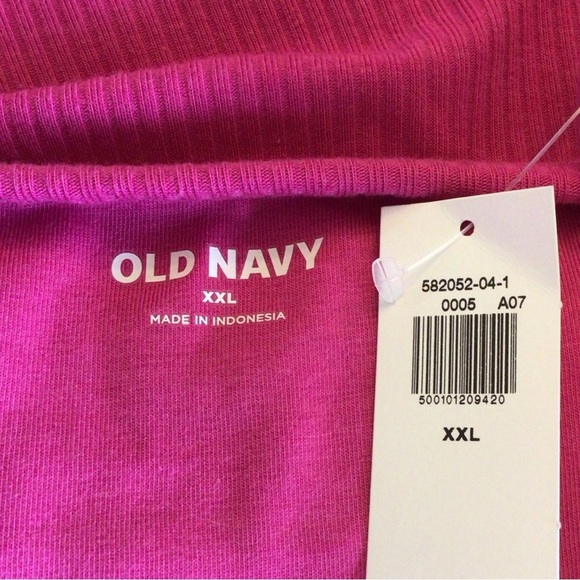 OLD NAVY
XXL
MADE IN INDONESIA
582052-04-1
0005 A07
500101209420
XXL